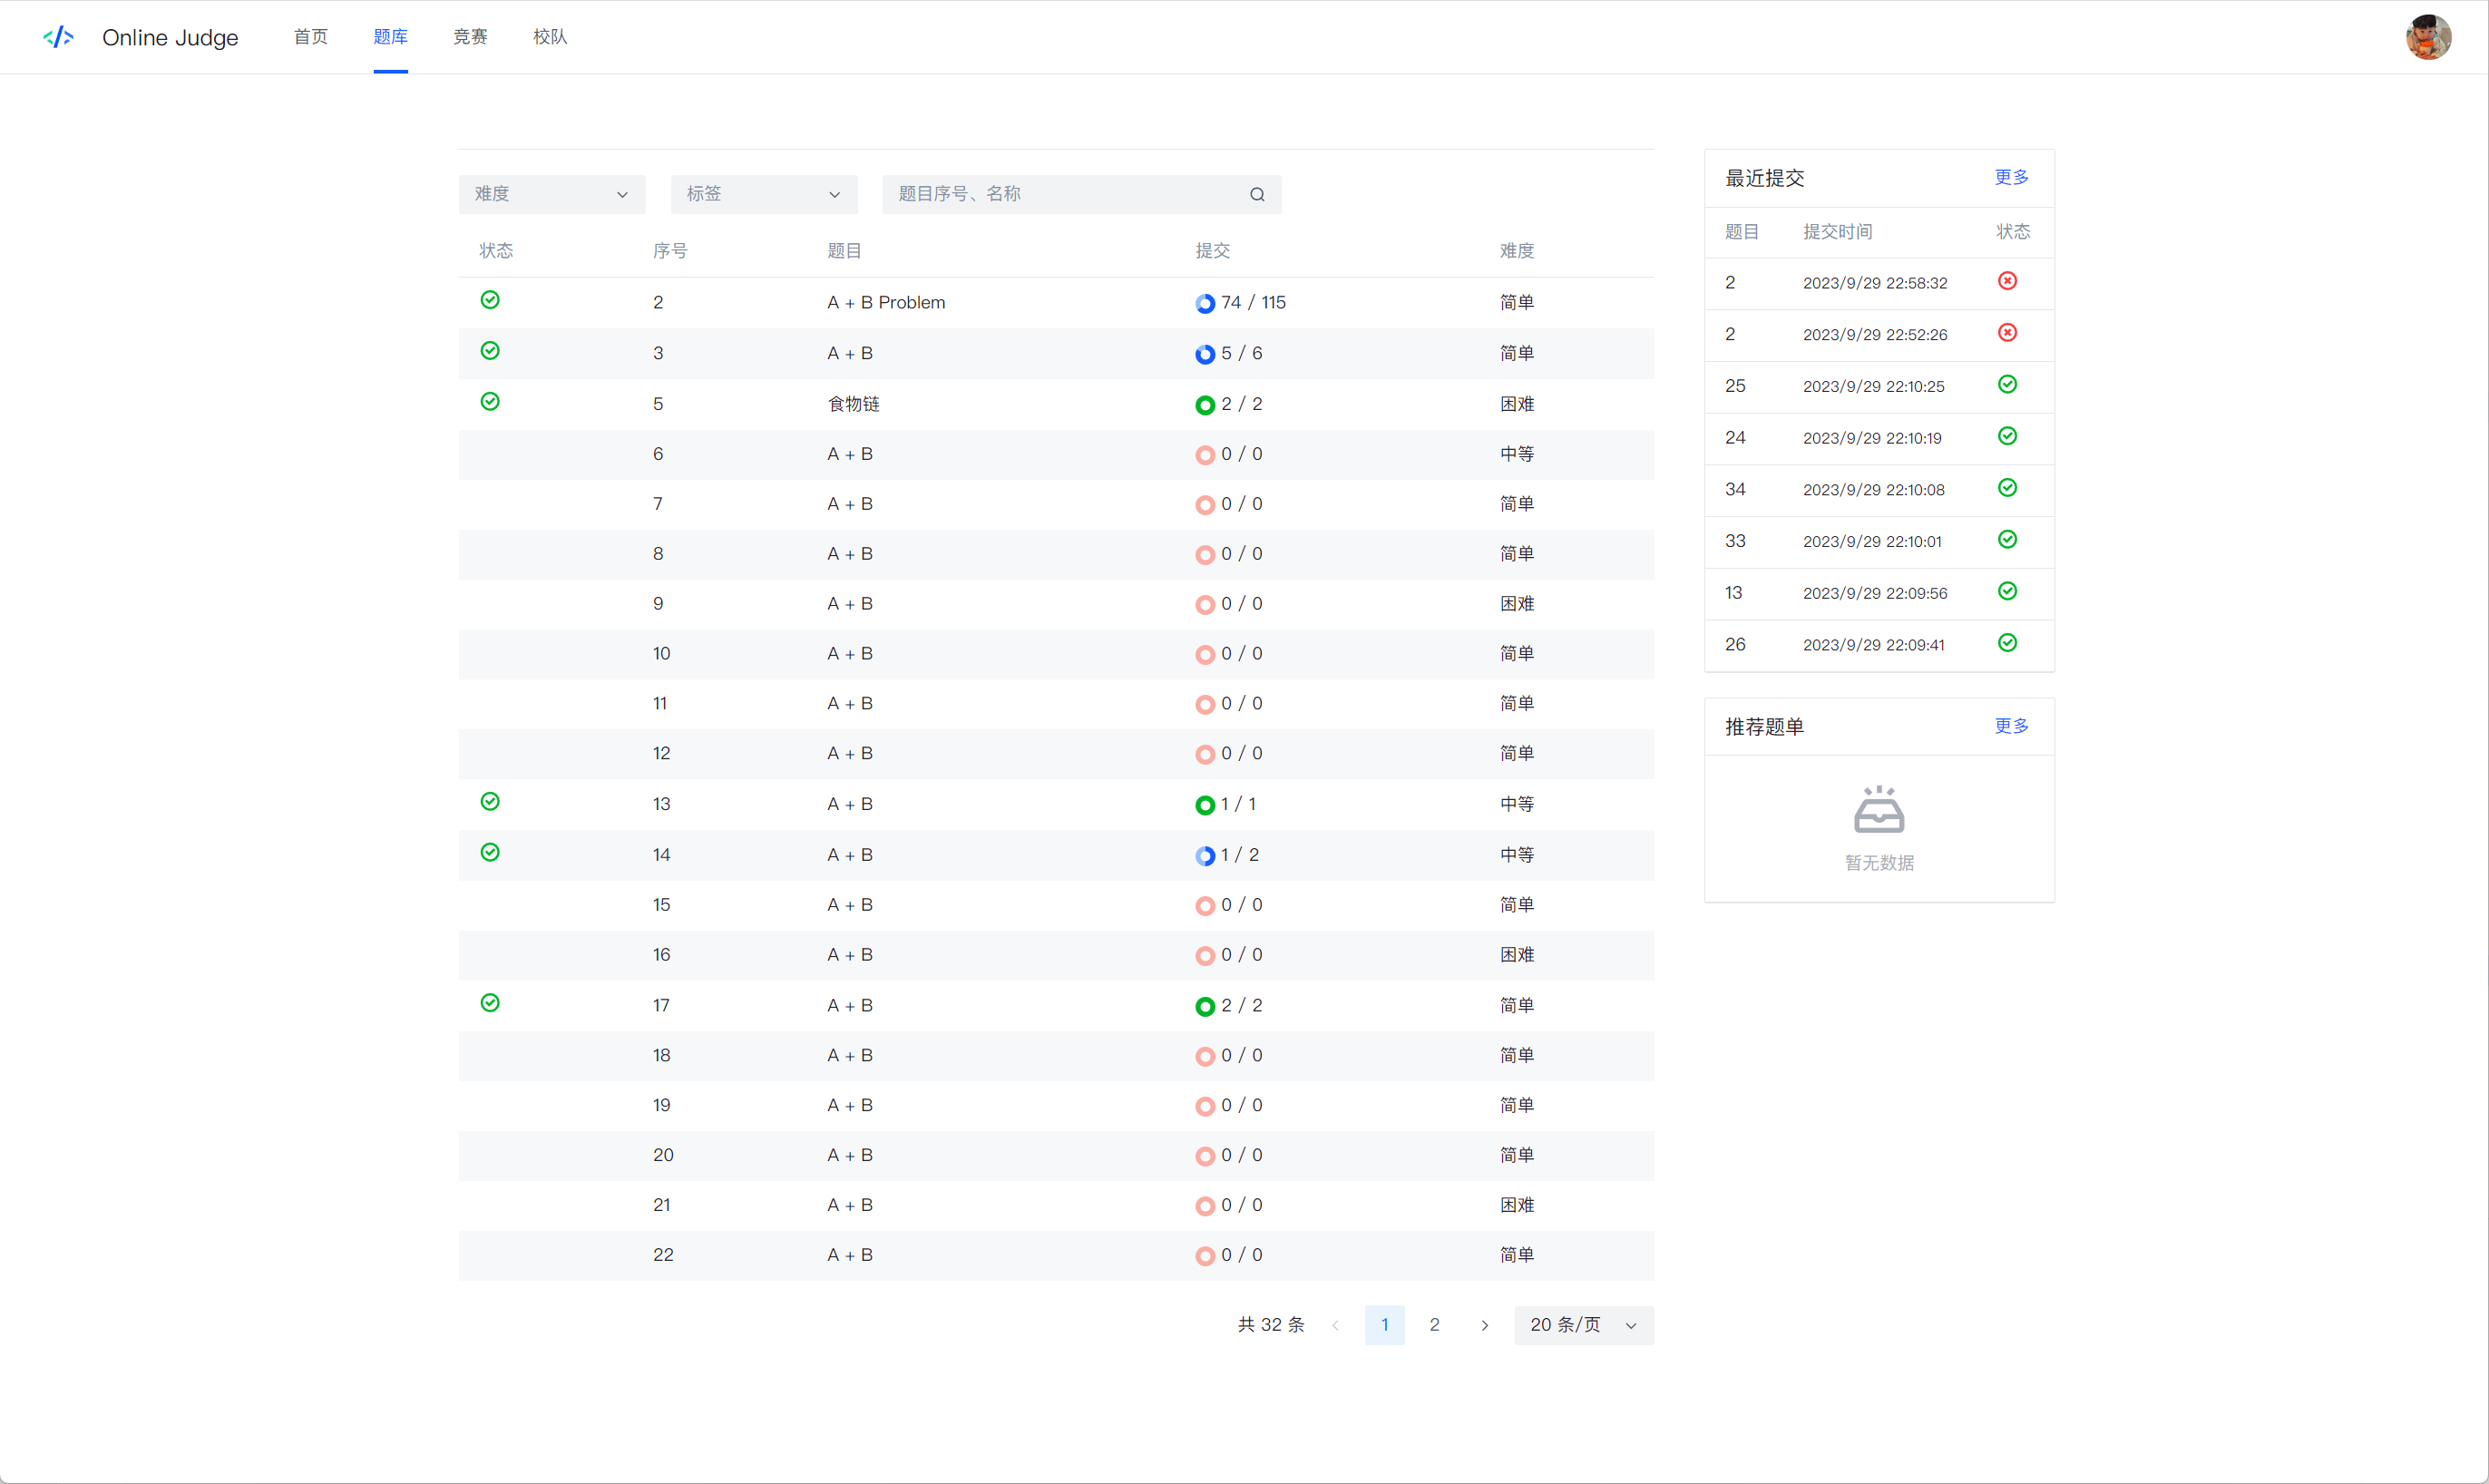 Online Judge 首页 题库 竞赛 校队
难度 标签 题目序号、名称
状态 序号 题目 提交 难度
2 A + B Problem 74 / 115 简单
3 A + B 5 / 6 简单
5 食物链 2 / 2 困难
6 A + B 0 / 0 中等
7 A + B 0 / 0 简单
8 A + B 0 / 0 简单
9 A + B 0 / 0 困难
10 A + B 0 / 0 简单
11 A + B 0 / 0 简单
12 A + B 0 / 0 简单
13 A + B 1 / 1 中等
14 A + B 1 / 2 中等
15 A + B 0 / 0 简单
16 A + B 0 / 0 困难
17 A + B 2 / 2 简单
18 A + B 0 / 0 简单
19 A + B 0 / 0 简单
20 A + B 0 / 0 简单
21 A + B 0 / 0 困难
22 A + B 0 / 0 简单
共 32 条 1 2 20 条/页
最近提交 更多
题目 提交时间 状态
2 2023/9/29 22:58:32
2 2023/9/29 22:52:26
25 2023/9/29 22:10:25
24 2023/9/29 22:10:19
34 2023/9/29 22:10:08
33 2023/9/29 22:10:01
13 2023/9/29 22:09:56
26 2023/9/29 22:09:41
推荐题单 更多
暂无数据